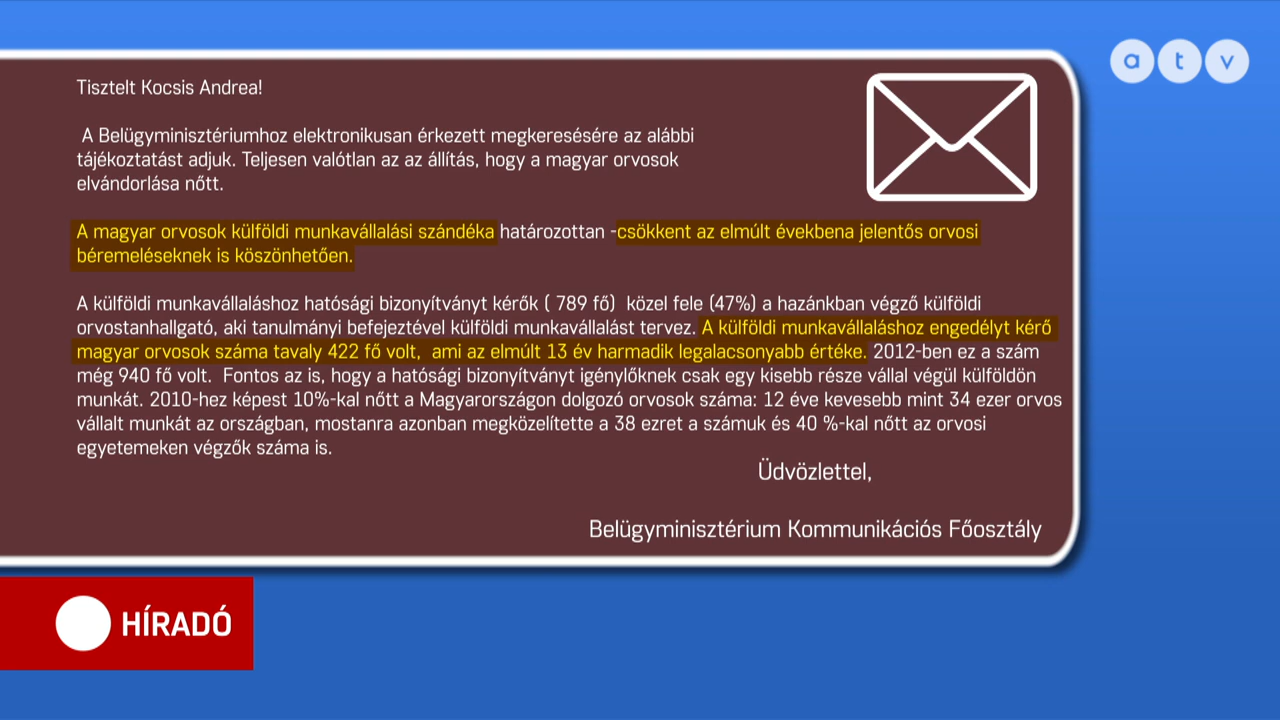 a t v
Tisztelt Kocsis Andrea!
A Belügyminisztériumhoz elektronikusan érkezett megkeresésére az alábbi
tájékoztatást adjuk. Teljesen valótlan az az állítás, hogy a magyar orvosok
elvándorlása nőtt.
A magyar orvosok külföldi munkavállalási szándéka határozottan -csökkent az elmúlt évekbena jelentős orvosi
béremeléseknek is köszönhetően.
A külföldi munkavállaláshoz hatósági bizonyítványt kérők ( 789 fő) közel fele (47%) a hazánkban végző külföldi
orvostanhallgató, aki tanulmányi befejeztével külföldi munkavállalást tervez. A külföldi munkavállaláshoz engedélyt kérő
magyar orvosok száma tavaly 422 fő volt, ami az elmúlt 13 év harmadik legalacsonyabb értéke. 2012-ben ez a szám
még 940 fő volt. Fontos az is, hogy a hatósági bizonyítványt igénylőknek csak egy kisebb része vállal végül külföldön
munkát. 2010-hez képest 10%-kal nőtt a Magyarországon dolgozó orvosok száma: 12 éve kevesebb mint 34 ezer orvos
vállalt munkát az országban, mostanra azonban megközelítette a 38 ezret a számuk és 40 %-kal nőtt az orvosi
egyetemeken végzők száma is.
Üdvözlettel,
Belügyminisztérium Kommunikációs Főosztály
HÍRADÓ